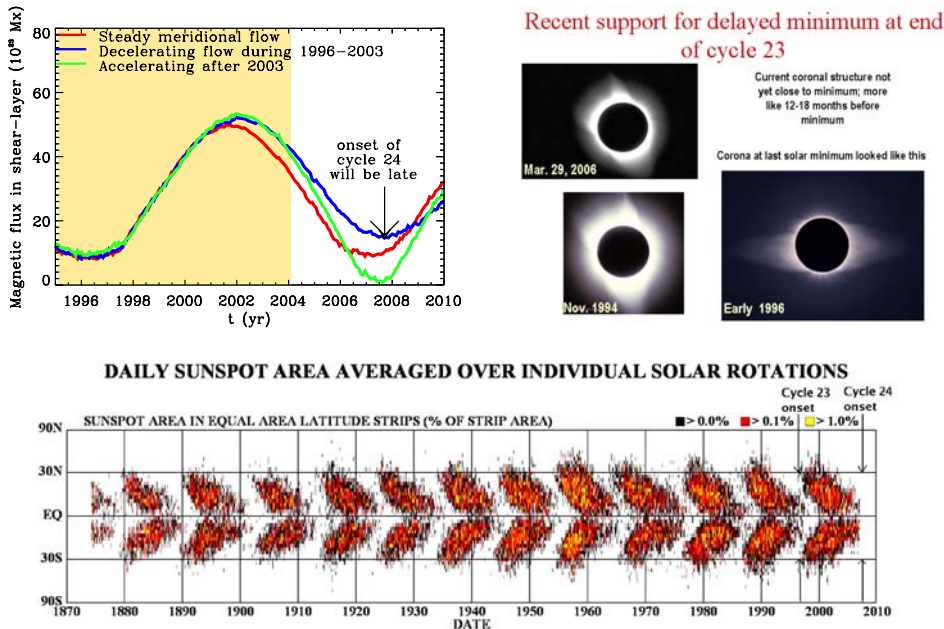 Steady meridional flow
Decelerating flow during 1996−2003
Accelerating after 2003
Magnetic flux in shear−layer
80
60
40
20
0
onset of
cycle 24
will be late
1996 1998 2000 2002 2004 2006 2008 2010
t (yr)
Recent support for delayed minimum at end
of cycle 23
Mar. 29, 2006
Current coronal structure not
yet close to minimum; more
like 12-18 months before
minimum
Corona at last solar minimum looked like this
Nov. 1994
Early 1996
DAILY SUNSPOT AREA AVERAGED OVER INDIVIDUAL SOLAR ROTATIONS
Cycle 23
onset
Cycle 24
onset
SUNSPOT AREA IN EQUAL AREA LATITUDE STRIPS (% OF STRIP AREA)
> 0.0% > 0.1% > 1.0%
90N
30N
EQ
30S
90S
1870 1880 1890 1900 1910 1920 1930 1940 1950 1960 1970 1980 1990 2000 2010
DATE